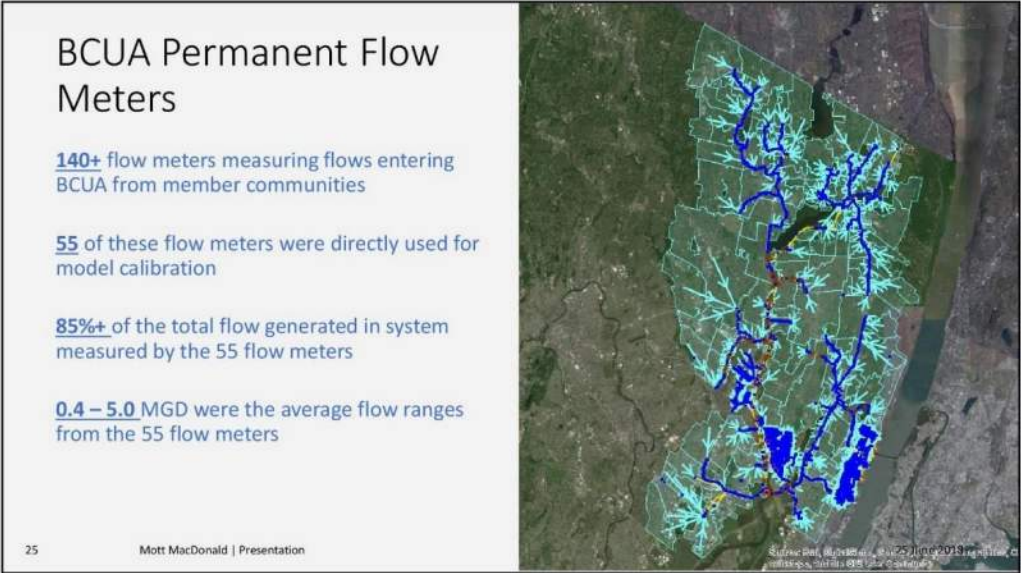 BCUA Permanent Flow
Meters
140+ flow meters measuring flows entering
BCUA from member communities
55 of these flow meters were directly used for
model calibration
85%+ of the total flow generated in system
measured by the 55 flow meters
0.4 – 5.0 MGD were the average flow ranges
from the 55 flow meters
25
Mott MacDonald | Presentation